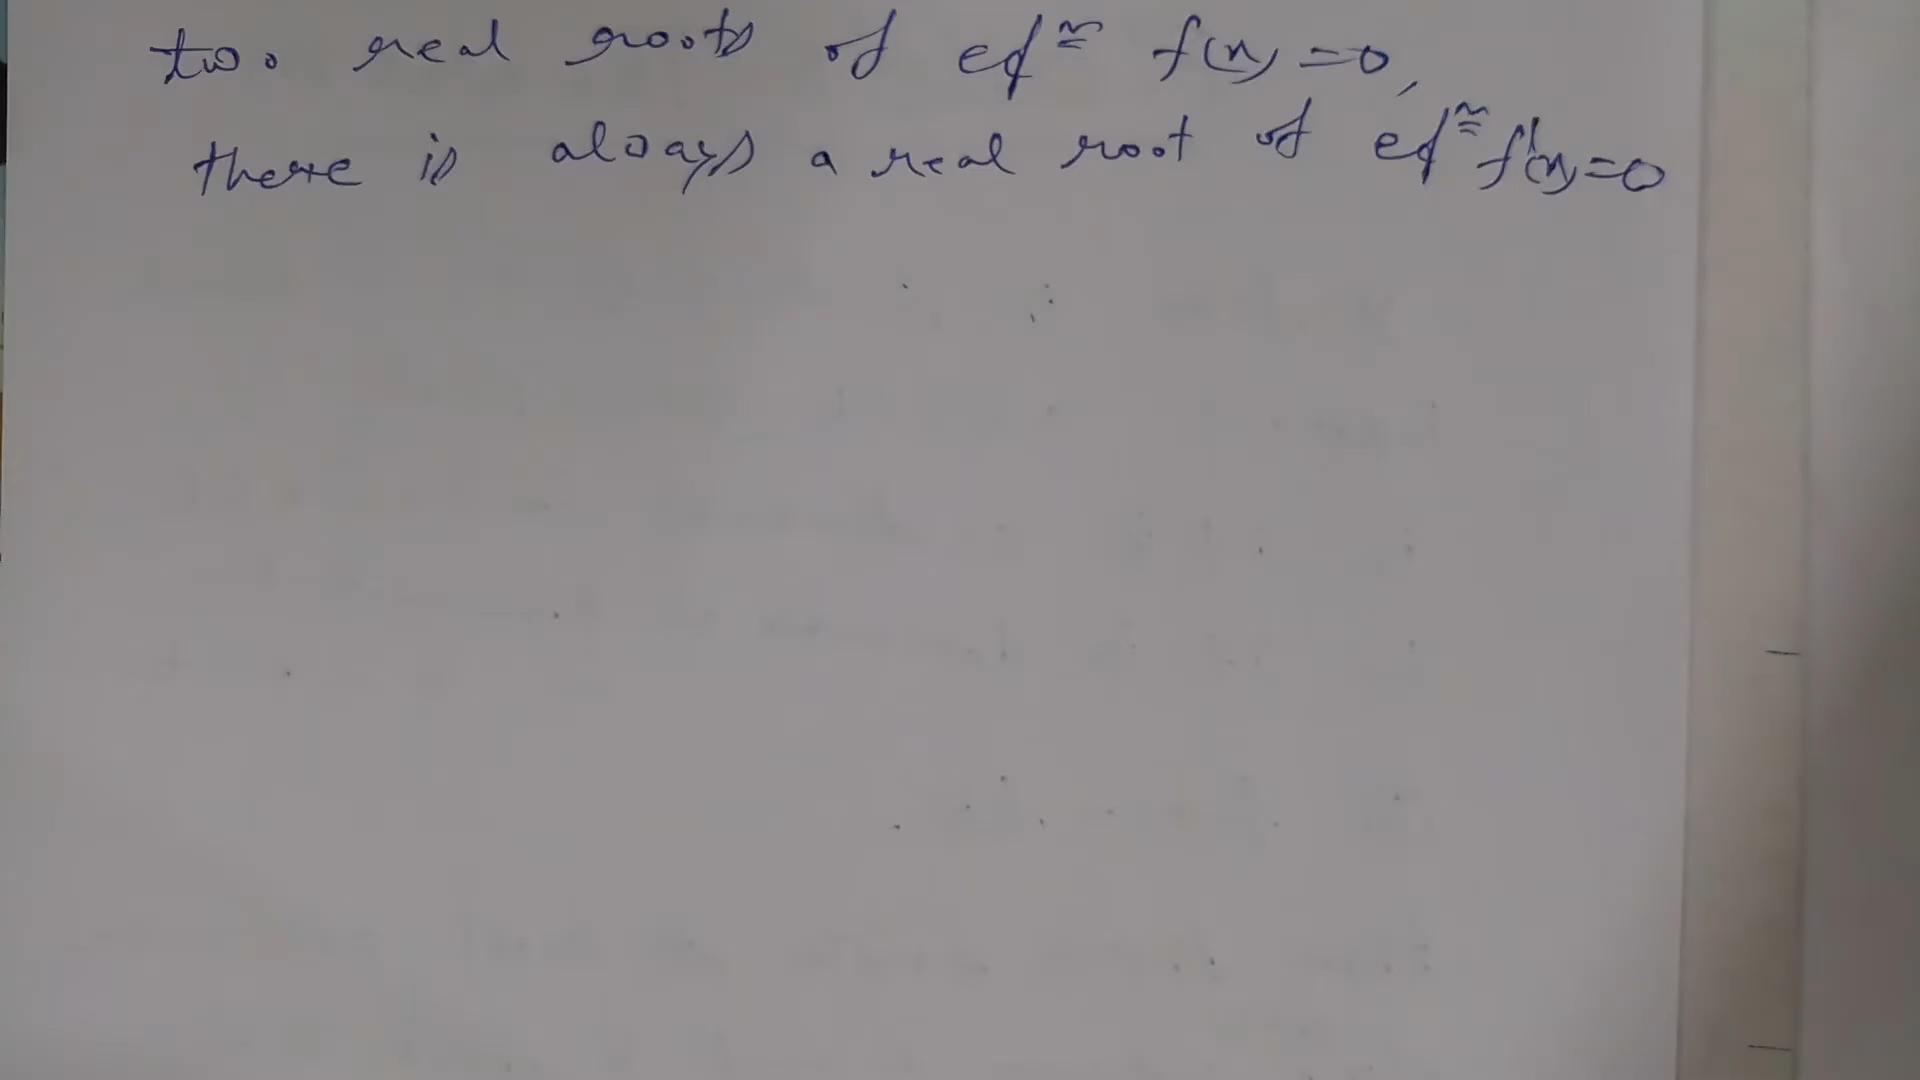 two real roots of eqⁿ f(x)=0,
there is always a real root of eqⁿ f'(x)=0